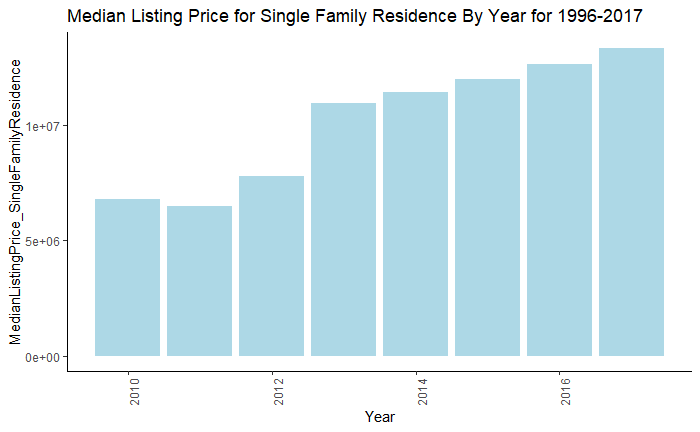 Median Listing Price for Single Family Residence By Year for 1996-2017
MedianListingPrice_SingleFamilyResidence
1e+07
5e+06
0e+00
2010
2012
2014
2016
Year